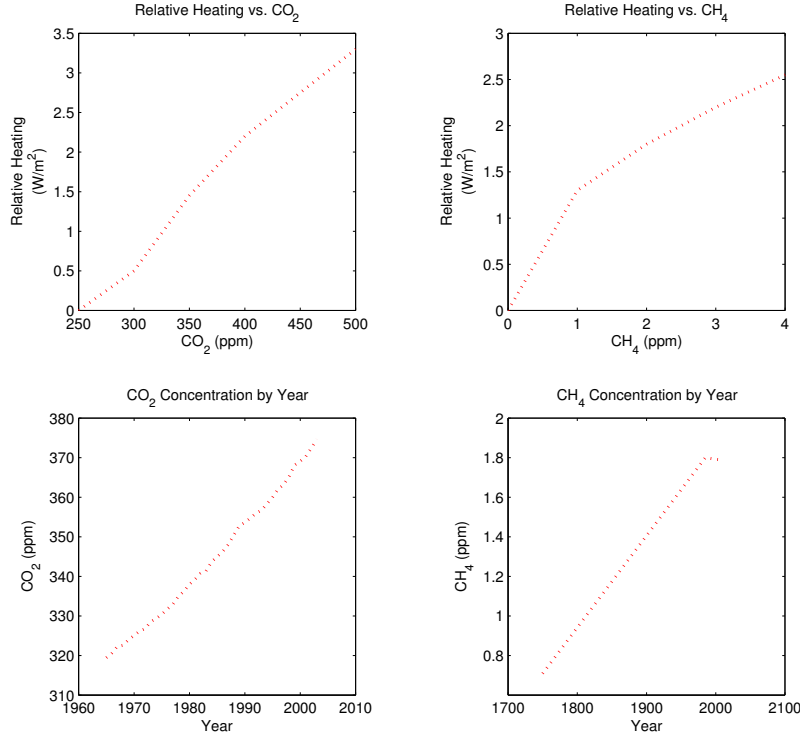 Relative Heating vs. CO2
3.5
3
2.5
2
1.5
1
0.5
0
Relative Heating
(W/m2)
250 300 350 400 450 500
CO2 (ppm)
Relative Heating vs. CH4
3
2.5
2
1.5
1
0.5
0
Relative Heating
(W/m2)
0 1 2 3 4
CH4 (ppm)
CO2 Concentration by Year
380
370
360
350
340
330
320
310
CO2 (ppm)
1960 1970 1980 1990 2000 2010
Year
CH4 Concentration by Year
2
1.8
1.6
1.4
1.2
1
0.8
CH4 (ppm)
1700 1800 1900 2000 2100
Year